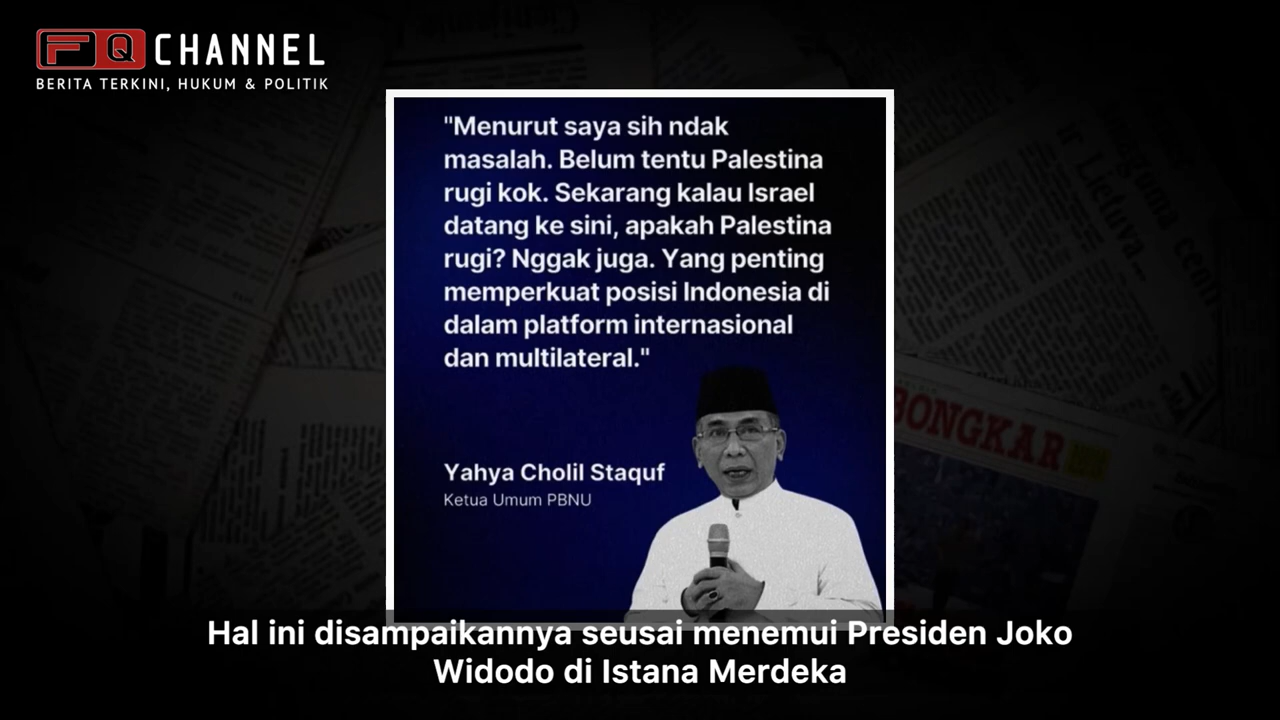 FQ CHANNEL
BERITA TERKINI, HUKUM & POLITIK
"Menurut saya sih ndak
masalah. Belum tentu Palestina
rugi kok. Sekarang kalau Israel
datang ke sini, apakah Palestina
rugi? Nggak juga. Yang penting
memperkuat posisi Indonesia di
dalam platform internasional
dan multilateral."
Yahya Cholil Staquf
Ketua Umum PBNU
BONGKAR
Hal ini disampaikannya seusai menemui Presiden Joko
Widodo di Istana Merdeka